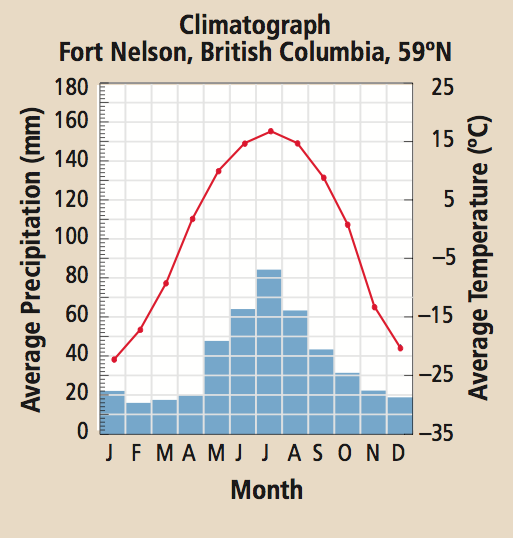 Climatograph
Fort Nelson, British Columbia, 59ºN
180
160
140
120
100
80
60
40
20
0
Average Precipitation (mm)
25
15
5
–5
–15
–25
–35
Average Temperature (ºC)
J F M A M J J A S O N D
Month